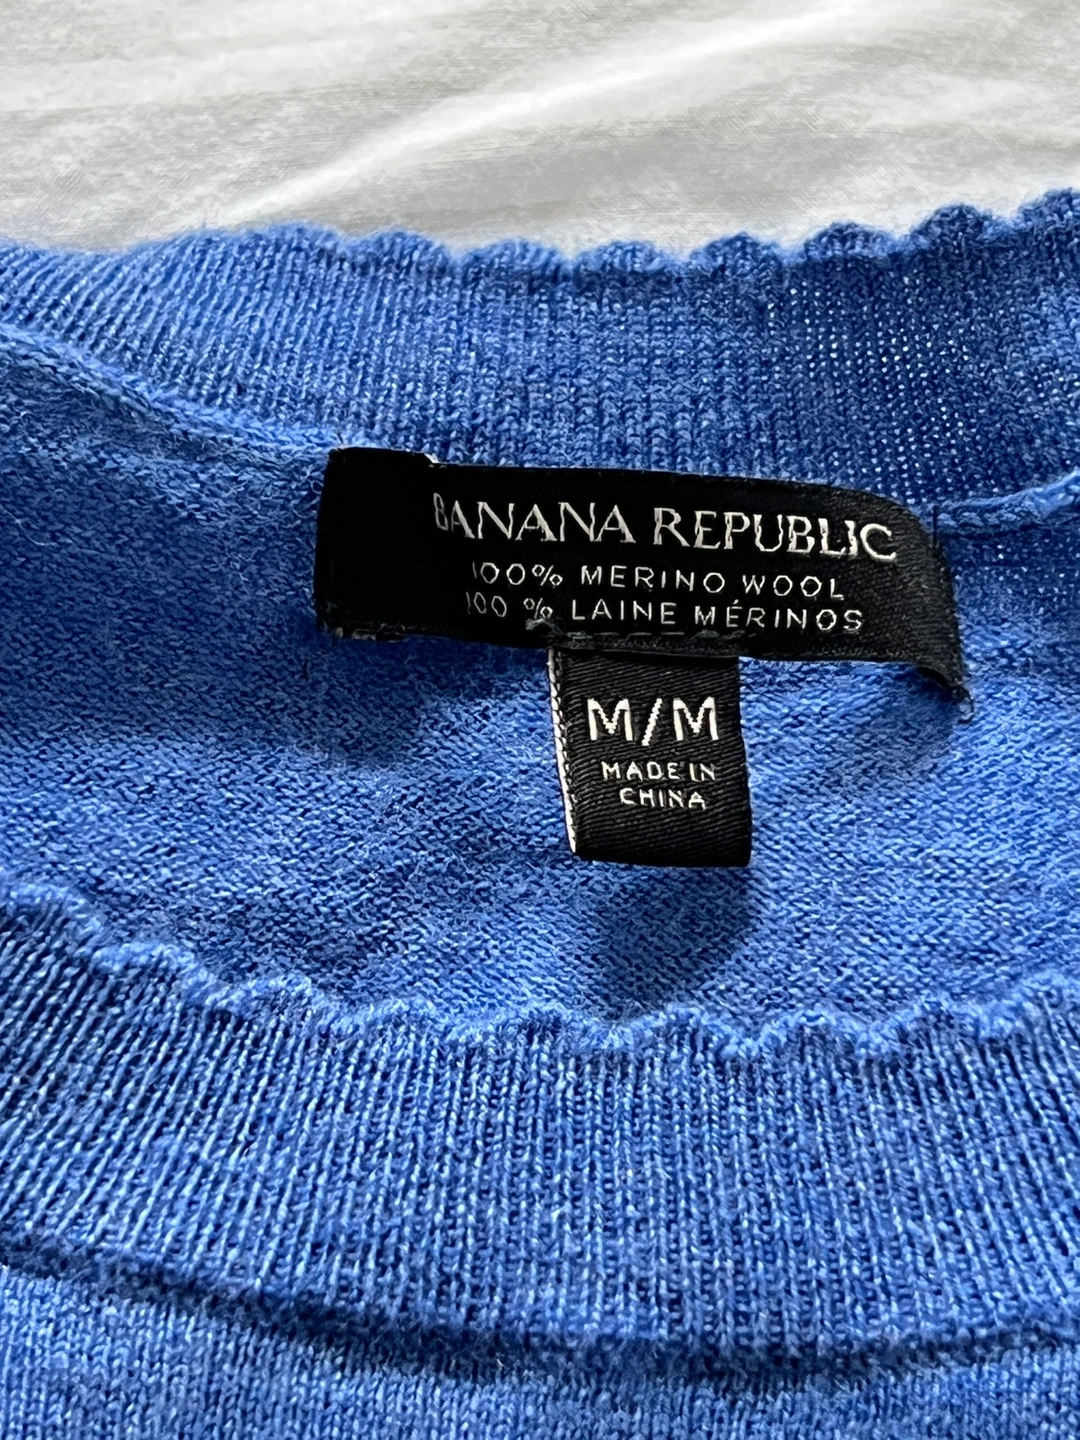 BANANA REPUBLIC
100% MERINO WOOL
100 % LAINE MÉRINOS
M/M
MADE IN
CHINA